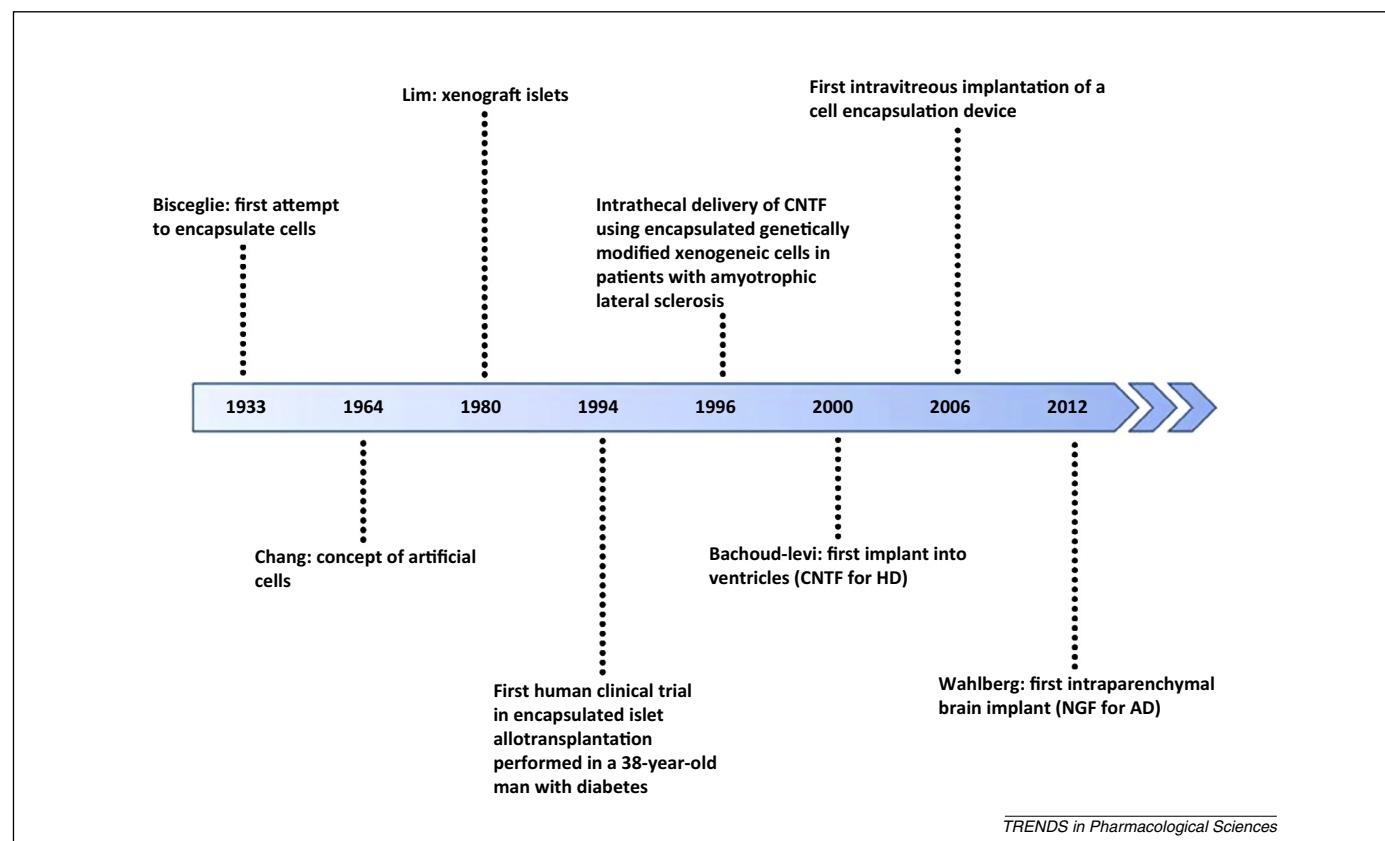 Lim: xenograft islets
First intravitreous implantation of a
cell encapsulation device
Bisceglie: first attempt
to encapsulate cells
Intrathecal delivery of CNTF
using encapsulated genetically
modified xenogeneic cells in
patients with amyotrophic
lateral sclerosis
1933 1964 1980 1994 1996 2000 2006 2012
Chang: concept of artificial
cells
Bachoud-levi: first implant into
ventricles (CNTF for HD)
First human clinical trial
in encapsulated islet
allotransplantation
performed in a 38-year-old
man with diabetes
Wahlberg: first intraparenchymal
brain implant (NGF for AD)
TRENDS in Pharmacological Sciences